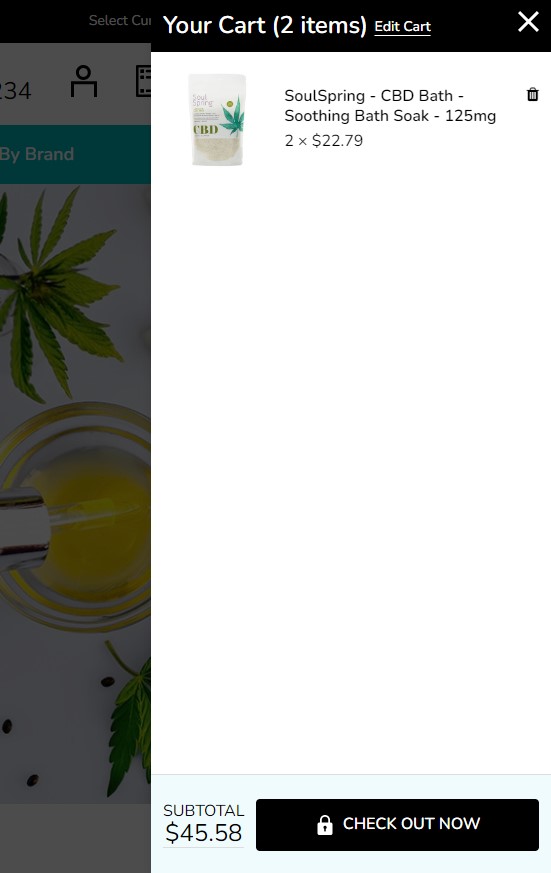 Select Cur
Your Cart (2 items) Edit Cart
234
By Brand
Soul
Spring
CBD
SoulSpring - CBD Bath -
Soothing Bath Soak - 125mg
2 × $22.79
SUBTOTAL
$45.58
CHECK OUT NOW